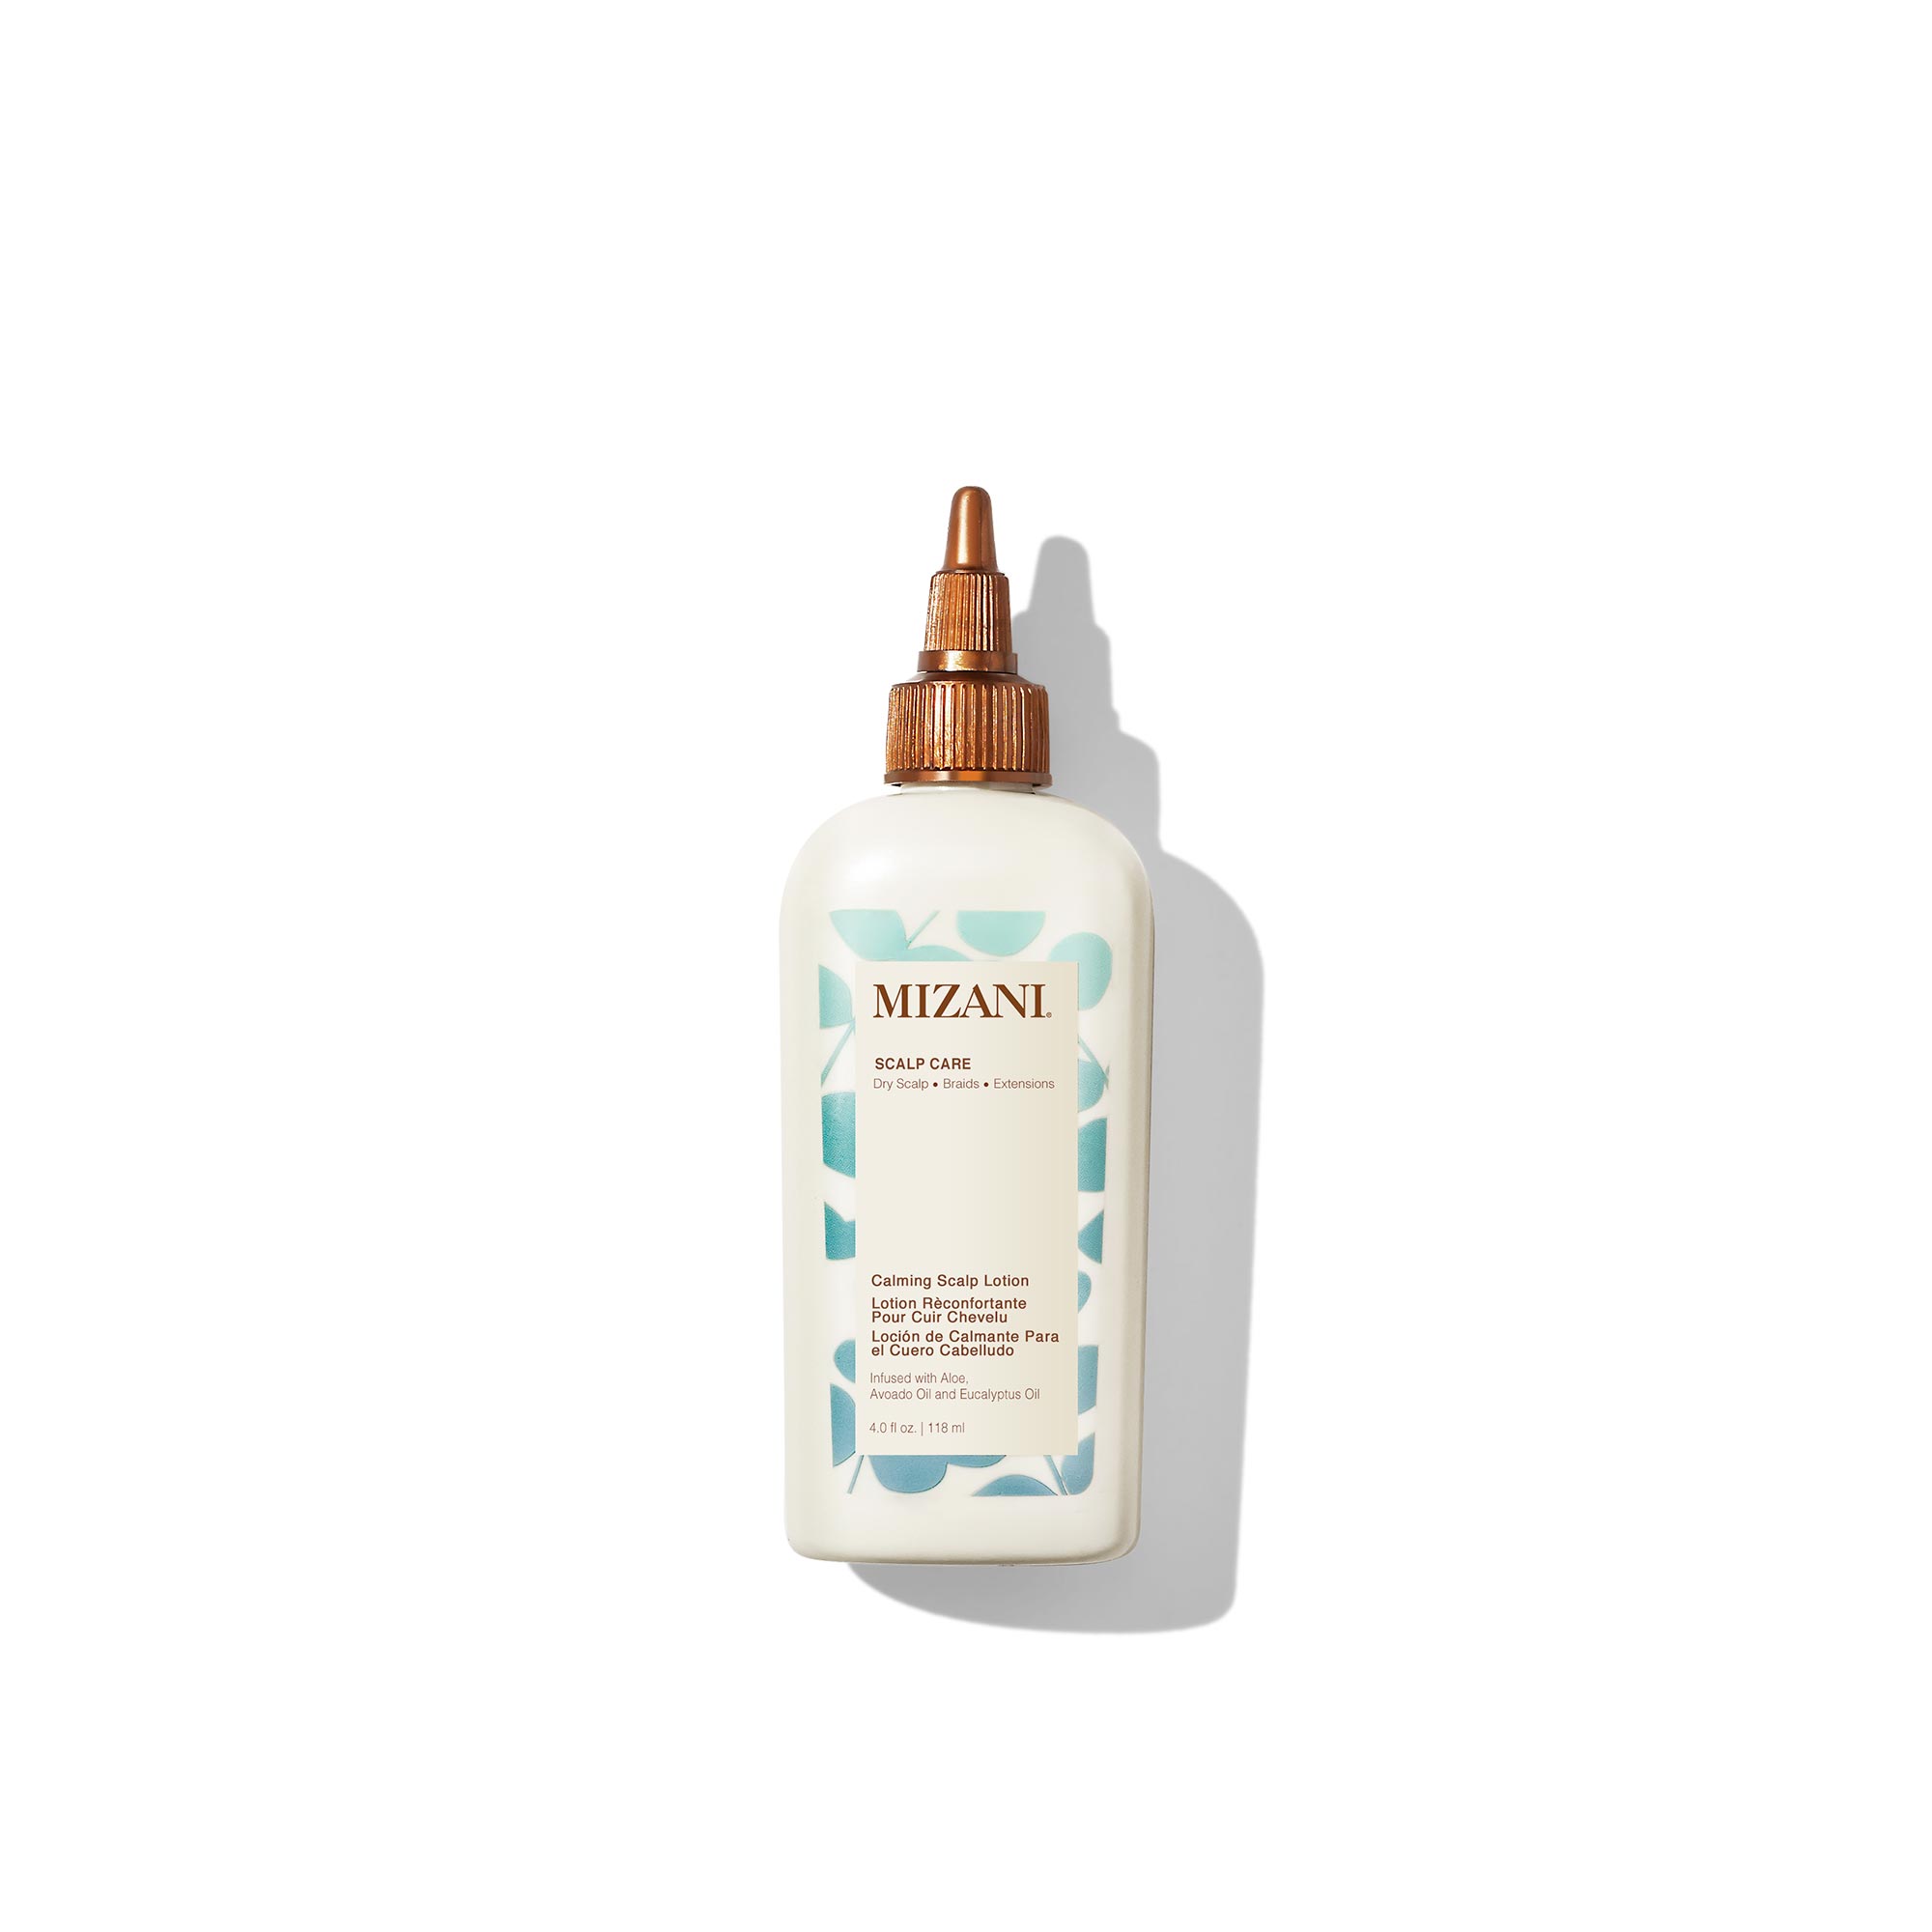 MIZANI®
SCALP CARE
Dry Scalp • Braids • Extensions
Calming Scalp Lotion
Lotion Rèconfortante
Pour Cuir Chevelu
Loción de Calmante Para
el Cuero Cabelludo
Infused with Aloe,
Avoado Oil and Eucalyptus Oil
4.0 fl oz. | 118 ml